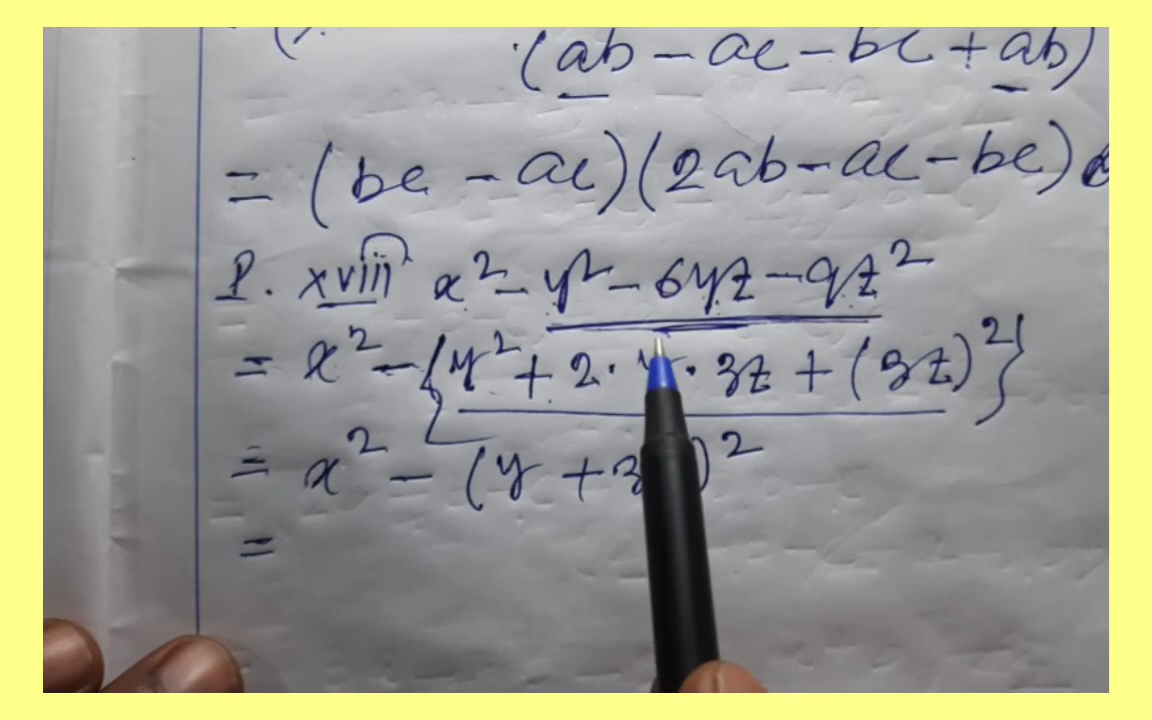 (ab - ac - bc + ab)
= (bc - ac)(2ab - ac - bc)
P. xviii x² - y² - 6yz - 9z²
= x² - {y² + 2 · y · 3z + (3z)²}
= x² - (y + 3 )²
=